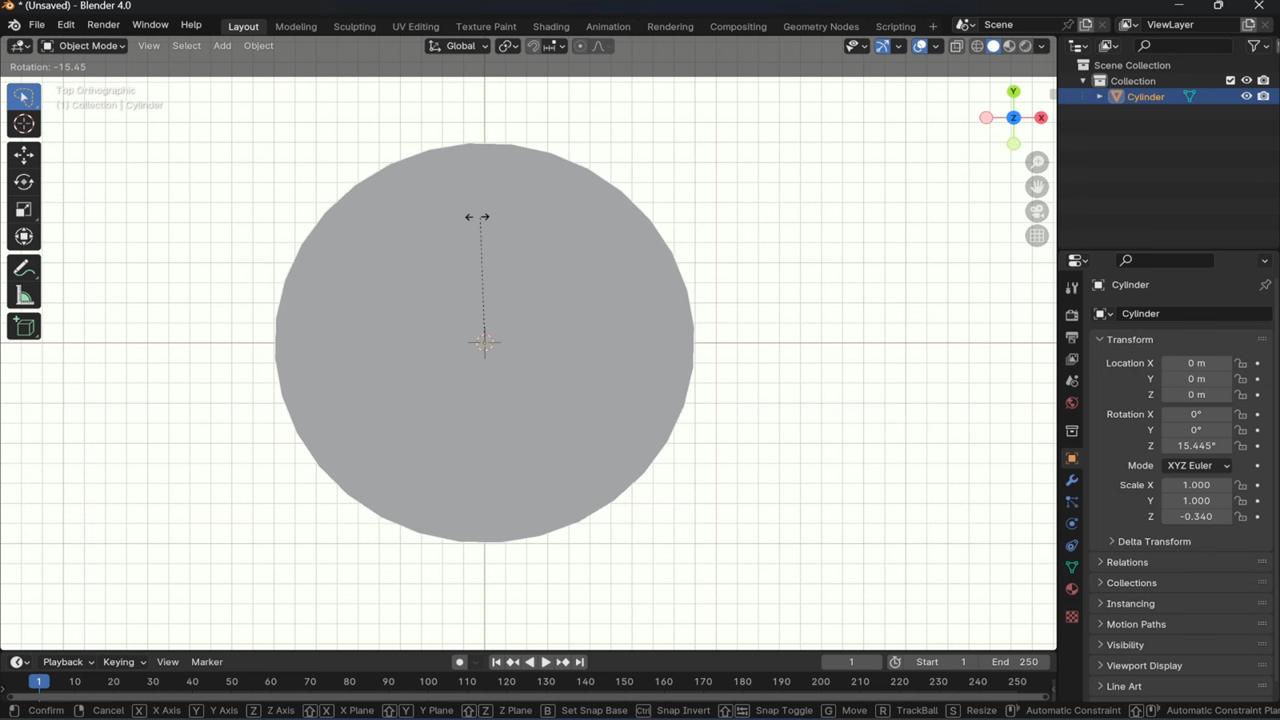 * (Unsaved) - Blender 4.0
File Edit Render Window Help Layout Modeling Sculpting UV Editing Texture Paint Shading Animation Rendering Compositing Geometry Nodes Scripting + Scene ViewLayer
Object Mode View Select Add Object Global
Rotation: -15.45
Top Orthographic
(1) Collection | Cylinder
Y
Z X
Scene Collection
Collection
Cylinder
Cylinder
Cylinder
Transform
Location X 0 m
Y 0 m
Z 0 m
Rotation X 0°
Y 0°
Z 15.445°
Mode XYZ Euler
Scale X 1.000
Y 1.000
Z -0.340
Delta Transform
Relations
Collections
Instancing
Motion Paths
Visibility
Viewport Display
Line Art
Playback Keying View Marker 1 Start 1 End 250
1 10 20 30 40 50 60 70 80 90 100 110 120 130 140 150 160 170 180 190 200 210 220 230 240 250
Confirm Cancel X X Axis Y Y Axis Z Z Axis X X Plane Y Y Plane Z Z Plane B Set Snap Base Ctrl Snap Invert Snap Toggle G Move R TrackBall S Resize Automatic Constraint Automatic Constraint Pla